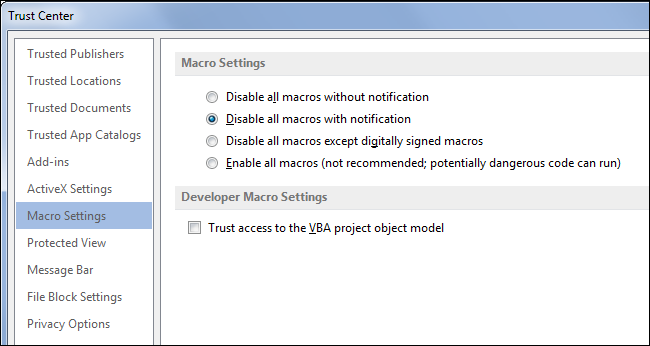 Trust Center
Trusted Publishers
Trusted Locations
Trusted Documents
Trusted App Catalogs
Add-ins
ActiveX Settings
Macro Settings
Protected View
Message Bar
File Block Settings
Privacy Options
Macro Settings
Disable all macros without notification
Disable all macros with notification
Disable all macros except digitally signed macros
Enable all macros (not recommended; potentially dangerous code can run)
Developer Macro Settings
Trust access to the VBA project object model